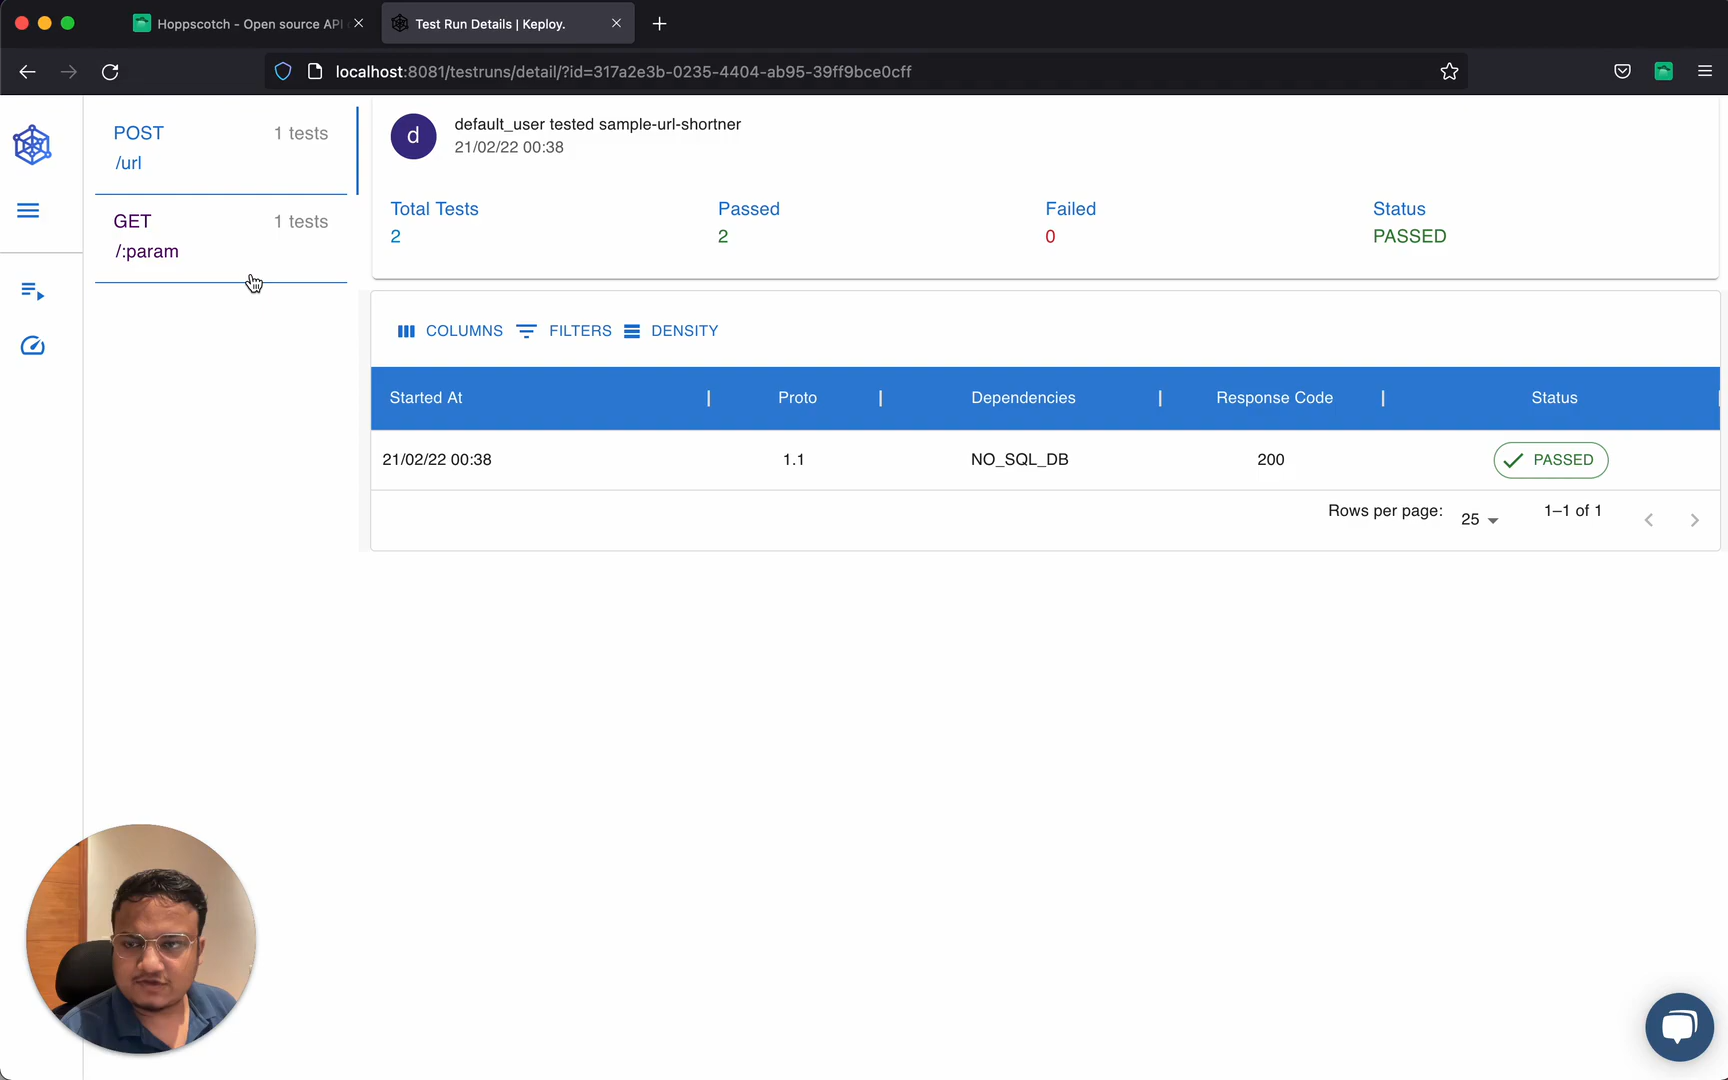 Hoppscotch - Open source API
Test Run Details | Keploy.
localhost:8081/testruns/detail/?id=317a2e3b-0235-4404-ab95-39ff9bce0cff
POST
1 tests
/url
GET
1 tests
/:param
d
default_user tested sample-url-shortner
21/02/22 00:38
Total Tests
Passed
Failed
Status
2
2
0
PASSED
COLUMNS
FILTERS
DENSITY
Started At
Proto
Dependencies
Response Code
Status
21/02/22 00:38
1.1
NO_SQL_DB
200
PASSED
Rows per page:
25
1–1 of 1